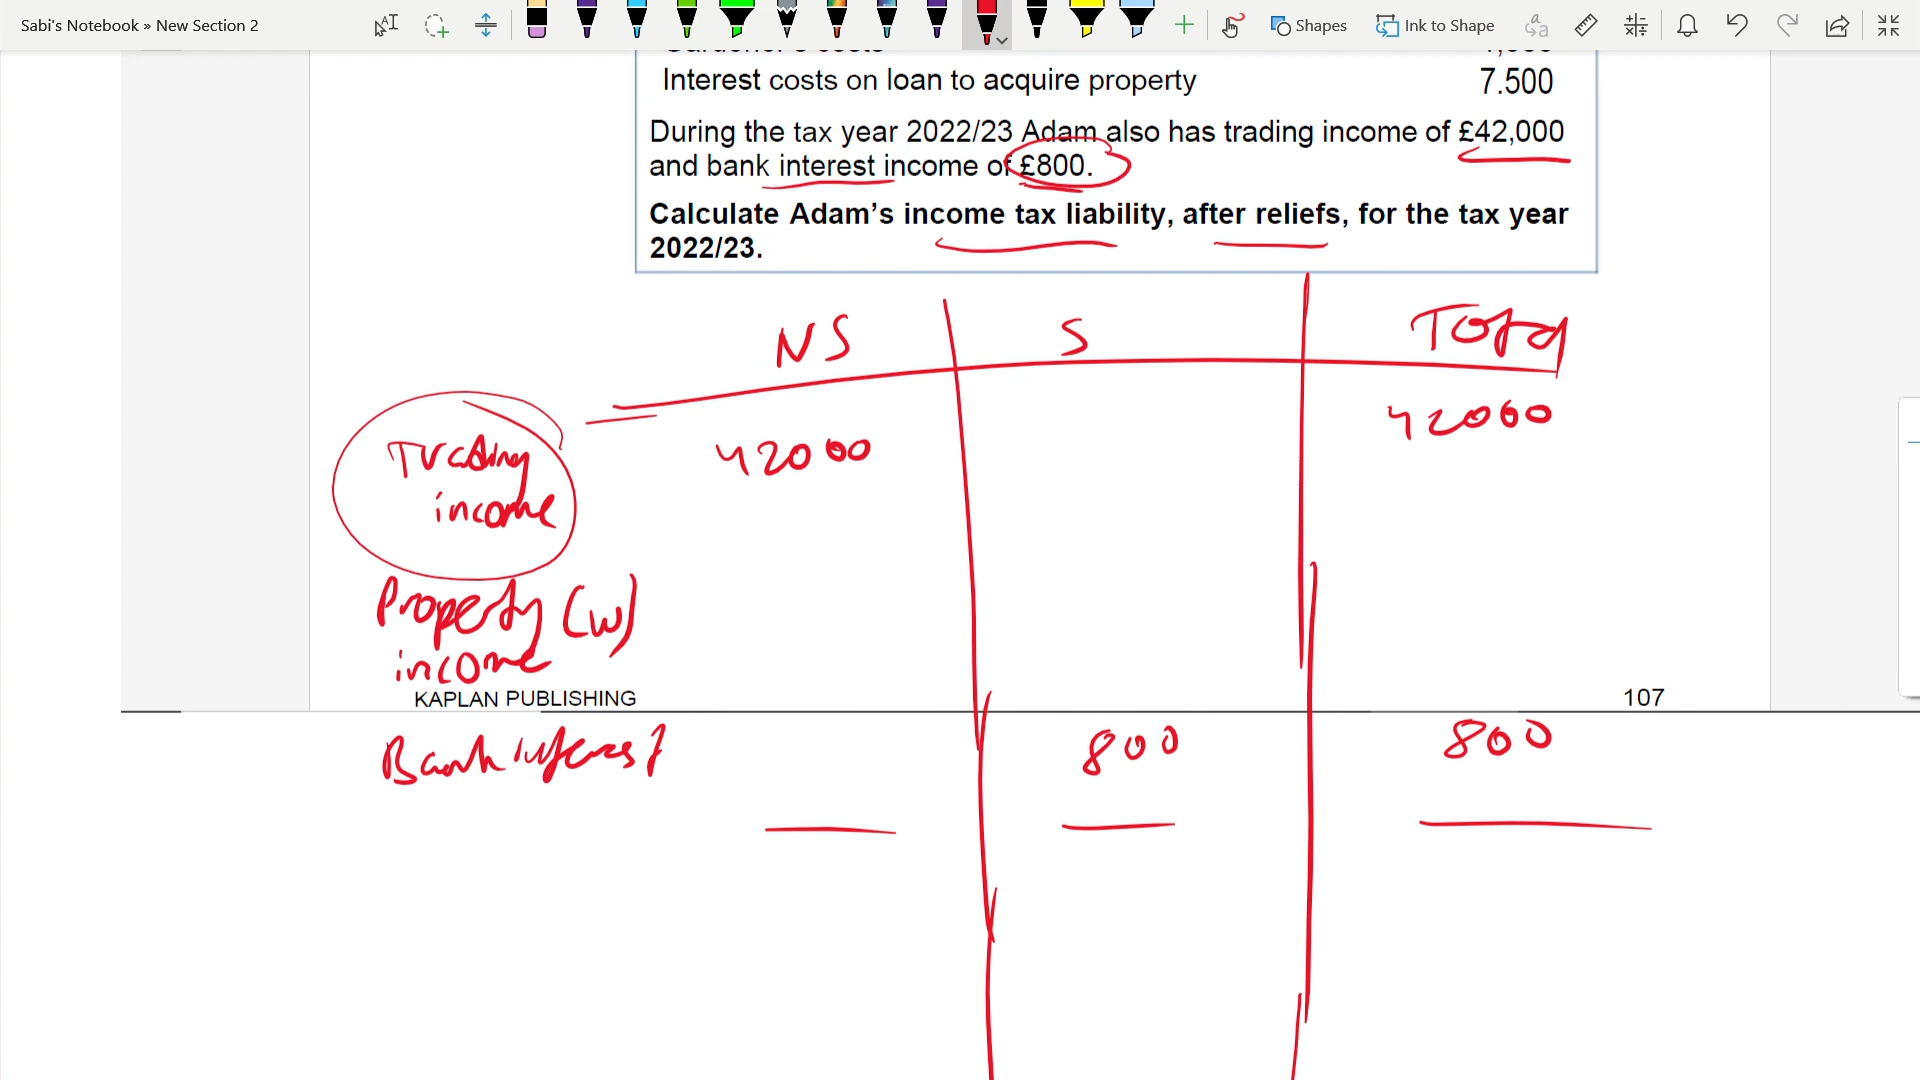 Sabi's Notebook » New Section 2
Shapes
Ink to Shape
Interest costs on loan to acquire property 7.500
During the tax year 2022/23 Adam also has trading income of £42,000
and bank interest income of £800.
Calculate Adam's income tax liability, after reliefs, for the tax year
2022/23.
NS S Total
Trading income 42000 42000
Property (w)
income
KAPLAN PUBLISHING 107
Bank interest 800 800